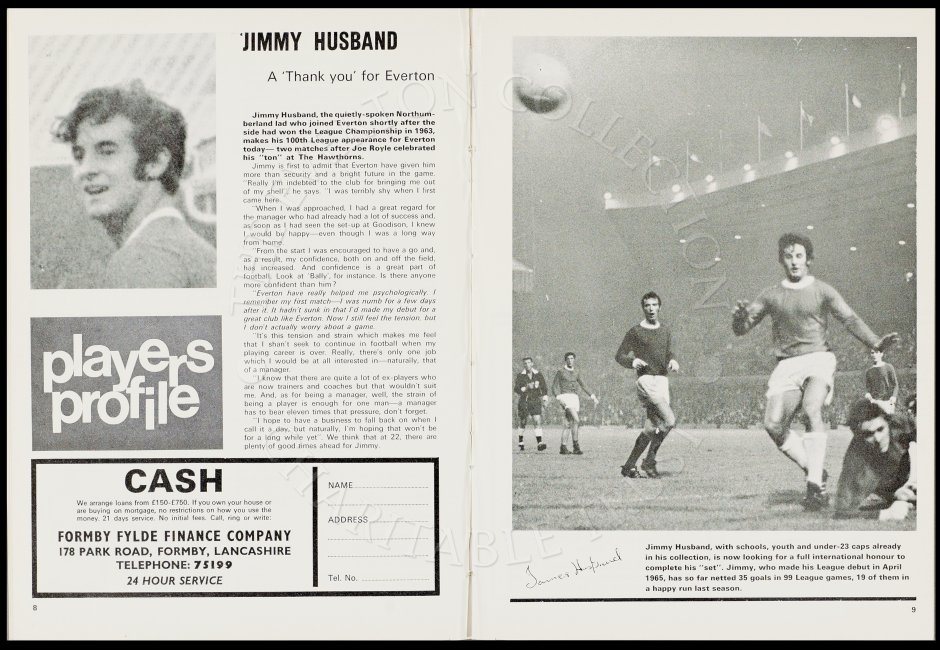 'JIMMY HUSBAND
A 'Thank you' for Everton
Jimmy Husband, the quietly-spoken Northum-
berland lad who joined Everton shortly after the
side had won the League Championship in 1963,
makes his 100th League appearance for Everton
today— two matches after Joe Royle celebrated
his "ton" at The Hawthorns.
Jimmy is first to admit that Everton have given him
more than security and a bright future in the game.
"Really I'm indebted to the club for bringing me out
of my shell", he says. "I was terribly shy when I first
came here.
"When I was approached, I had a great regard for
the manager who had already had a lot of success and,
as soon as I had seen the set-up at Goodison, I knew
I would be happy—even though I was a long way
from home.
"From the start I was encouraged to have a go and,
as a result, my confidence, both on and off the field,
has increased. And confidence is a great part of
football. Look at 'Bally', for instance. Is there anyone
more confident than him?
"Everton have really helped me psychologically. I
remember my first match—I was numb for a few days
after it. It hadn't sunk in that I'd made my debut for a
great club like Everton. Now I still feel the tension, but
I don't actually worry about a game.
"It's this tension and strain which makes me feel
that I shan't seek to continue in football when my
playing career is over. Really, there's only one job
which I would be at all interested in—naturally, that
of a manager.
"I know that there are quite a lot of ex-players who
are now trainers and coaches but that wouldn't suit
me. And, as for being a manager, well, the strain of
being a player is enough for one man—a manager
has to bear eleven times that pressure, don't forget.
"I hope to have a business to fall back on when I
call it a day, but naturally, I'm hoping that won't be
for a long while yet". We think that at 22, there are
plenty of good times ahead for Jimmy.
players
profile
CASH
We arrange loans from £150-£750. If you own your house or
are buying on mortgage, no restrictions on how you use the
money. 21 days service. No initial fees. Call, ring or write:
FORMBY FYLDE FINANCE COMPANY
178 PARK ROAD, FORMBY, LANCASHIRE
TELEPHONE: 75199
24 HOUR SERVICE
NAME
ADDRESS
Tel. No.
8
James Husband
Jimmy Husband, with schools, youth and under-23 caps already
in his collection, is now looking for a full international honour to
complete his "set". Jimmy, who made his League debut in April
1965, has so far netted 35 goals in 99 League games, 19 of them in
a happy run last season.
9